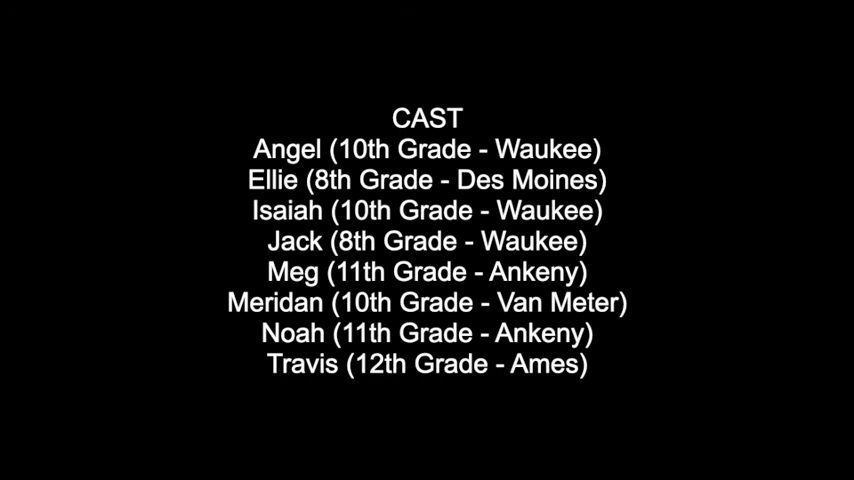 CAST
Angel (10th Grade - Waukee)
Ellie (8th Grade - Des Moines)
Isaiah (10th Grade - Waukee)
Jack (8th Grade - Waukee)
Meg (11th Grade - Ankeny)
Meridan (10th Grade - Van Meter)
Noah (11th Grade - Ankeny)
Travis (12th Grade - Ames)